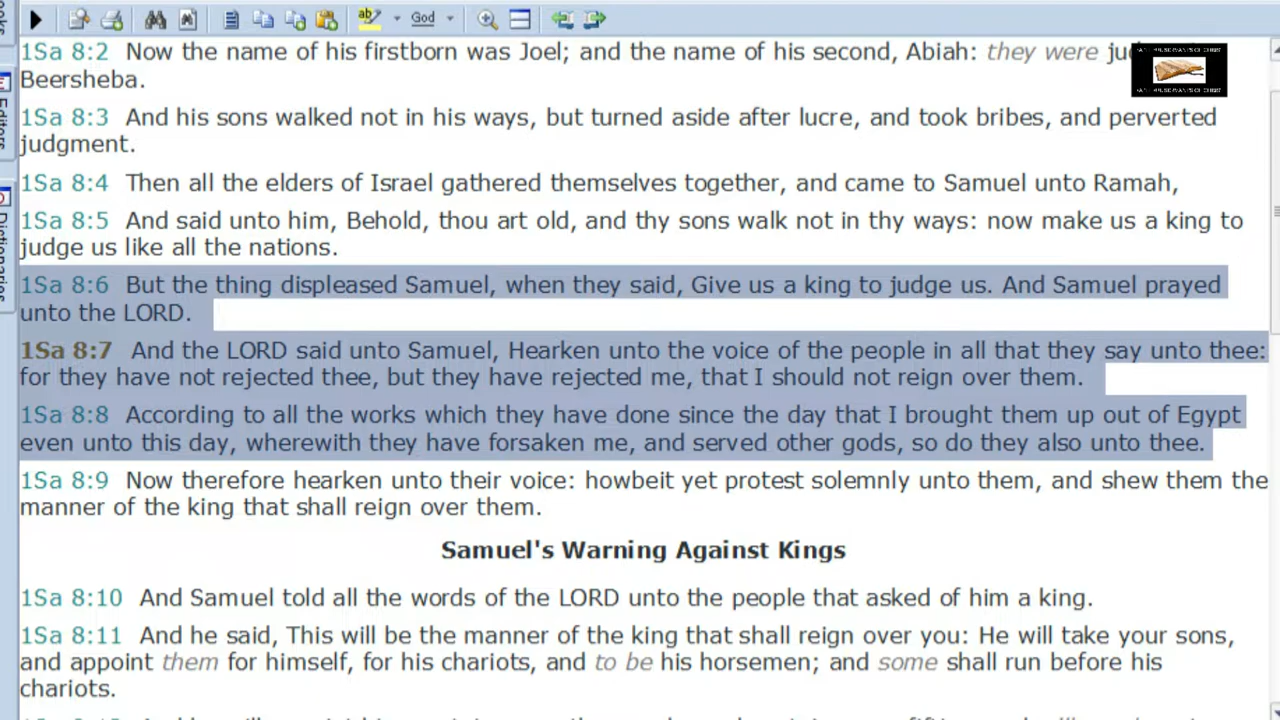 God
1Sa 8:2 Now the name of his firstborn was Joel; and the name of his second, Abiah: they were
Beersheba.
1Sa 8:3 And his sons walked not in his ways, but turned aside after lucre, and took bribes, and perverted
judgment.
1Sa 8:4 Then all the elders of Israel gathered themselves together, and came to Samuel unto Ramah,
1Sa 8:5 And said unto him, Behold, thou art old, and thy sons walk not in thy ways: now make us a king to
judge us like all the nations.
1Sa 8:6 But the thing displeased Samuel, when they said, Give us a king to judge us. And Samuel prayed
unto the LORD.
1Sa 8:7 And the LORD said unto Samuel, Hearken unto the voice of the people in all that they say unto thee:
for they have not rejected thee, but they have rejected me, that I should not reign over them.
1Sa 8:8 According to all the works which they have done since the day that I brought them up out of Egypt
even unto this day, wherewith they have forsaken me, and served other gods, so do they also unto thee.
1Sa 8:9 Now therefore hearken unto their voice: howbeit yet protest solemnly unto them, and shew them the
manner of the king that shall reign over them.
Samuel's Warning Against Kings
1Sa 8:10 And Samuel told all the words of the LORD unto the people that asked of him a king.
1Sa 8:11 And he said, This will be the manner of the king that shall reign over you: He will take your sons,
and appoint them for himself, for his chariots, and to be his horsemen; and some shall run before his
chariots.
Editors
Dictionaries